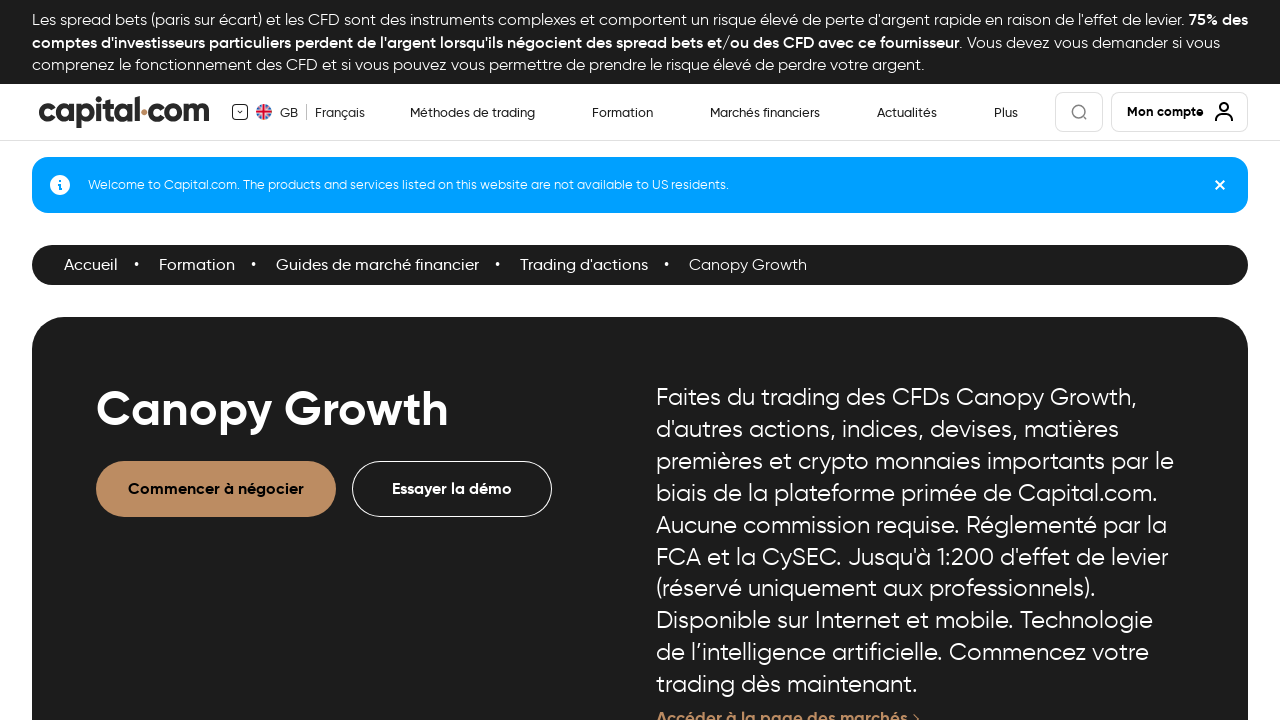 Les spread bets (paris sur écart) et les CFD sont des instruments complexes et comportent un risque élevé de perte d'argent rapide en raison de l'effet de levier. 75% des
comptes d'investisseurs particuliers perdent de l'argent lorsqu'ils négocient des spread bets et/ou des CFD avec ce fournisseur. Vous devez vous demander si vous
comprenez le fonctionnement des CFD et si vous pouvez vous permettre de prendre le risque élevé de perdre votre argent.
capital.com GB Français Méthodes de trading Formation Marchés financiers Actualités Plus Mon compte
Welcome to Capital.com. The products and services listed on this website are not available to US residents.
Accueil • Formation • Guides de marché financier • Trading d'actions • Canopy Growth
Canopy Growth
Commencer à négocier Essayer la démo
Faites du trading des CFDs Canopy Growth,
d'autres actions, indices, devises, matières
premières et crypto monnaies importants par le
biais de la plateforme primée de Capital.com.
Aucune commission requise. Réglementé par la
FCA et la CySEC. Jusqu'à 1:200 d'effet de levier
(réservé uniquement aux professionnels).
Disponible sur Internet et mobile. Technologie
de l’intelligence artificielle. Commencez votre
trading dès maintenant.
Accéder à la page des marchés